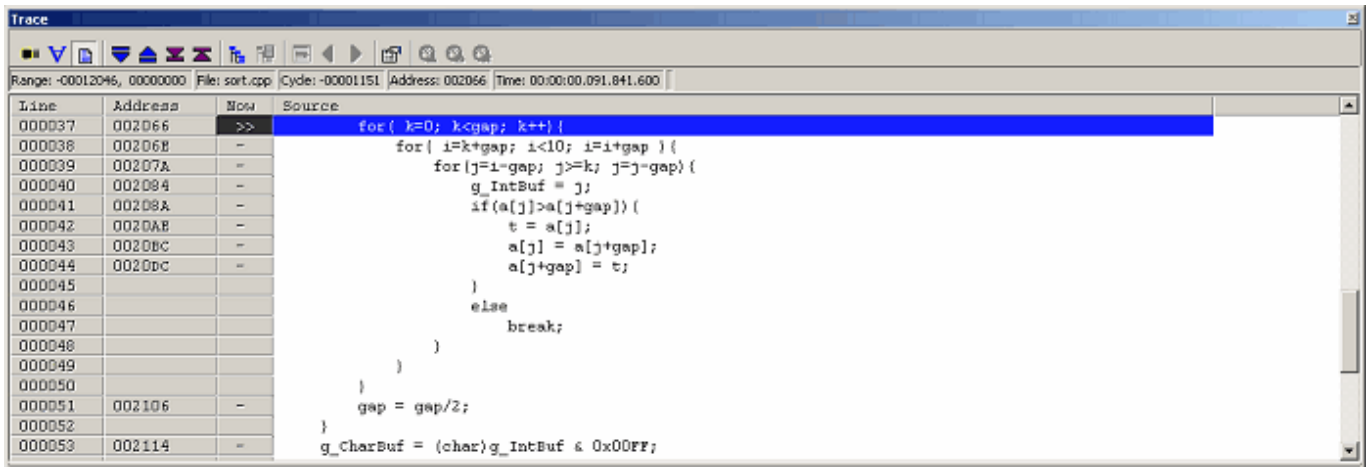 Trace
Range: -00012046, 00000000 File: sort.cpp Cycle: -00001151 Address: 002066 Time: 00:00:00.091.841.600
Line Address Now Source
000037 002066 >> for( k=0; k<gap; k++){
000038 00206E - for( i=k+gap; i<10; i=i+gap ){
000039 00207A - for(j=i-gap; j>=k; j=j-gap){
000040 002084 - g_IntBuf = j;
000041 00208A - if(a[j]>a[j+gap]){
000042 0020AE - t = a[j];
000043 0020BC - a[j] = a[j+gap];
000044 0020DC - a[j+gap] = t;
000045 }
000046 else
000047 break;
000048 }
000049 }
000050 }
000051 002106 - gap = gap/2;
000052 }
000053 002114 - g_CharBuf = (char)g_IntBuf & 0x00FF;